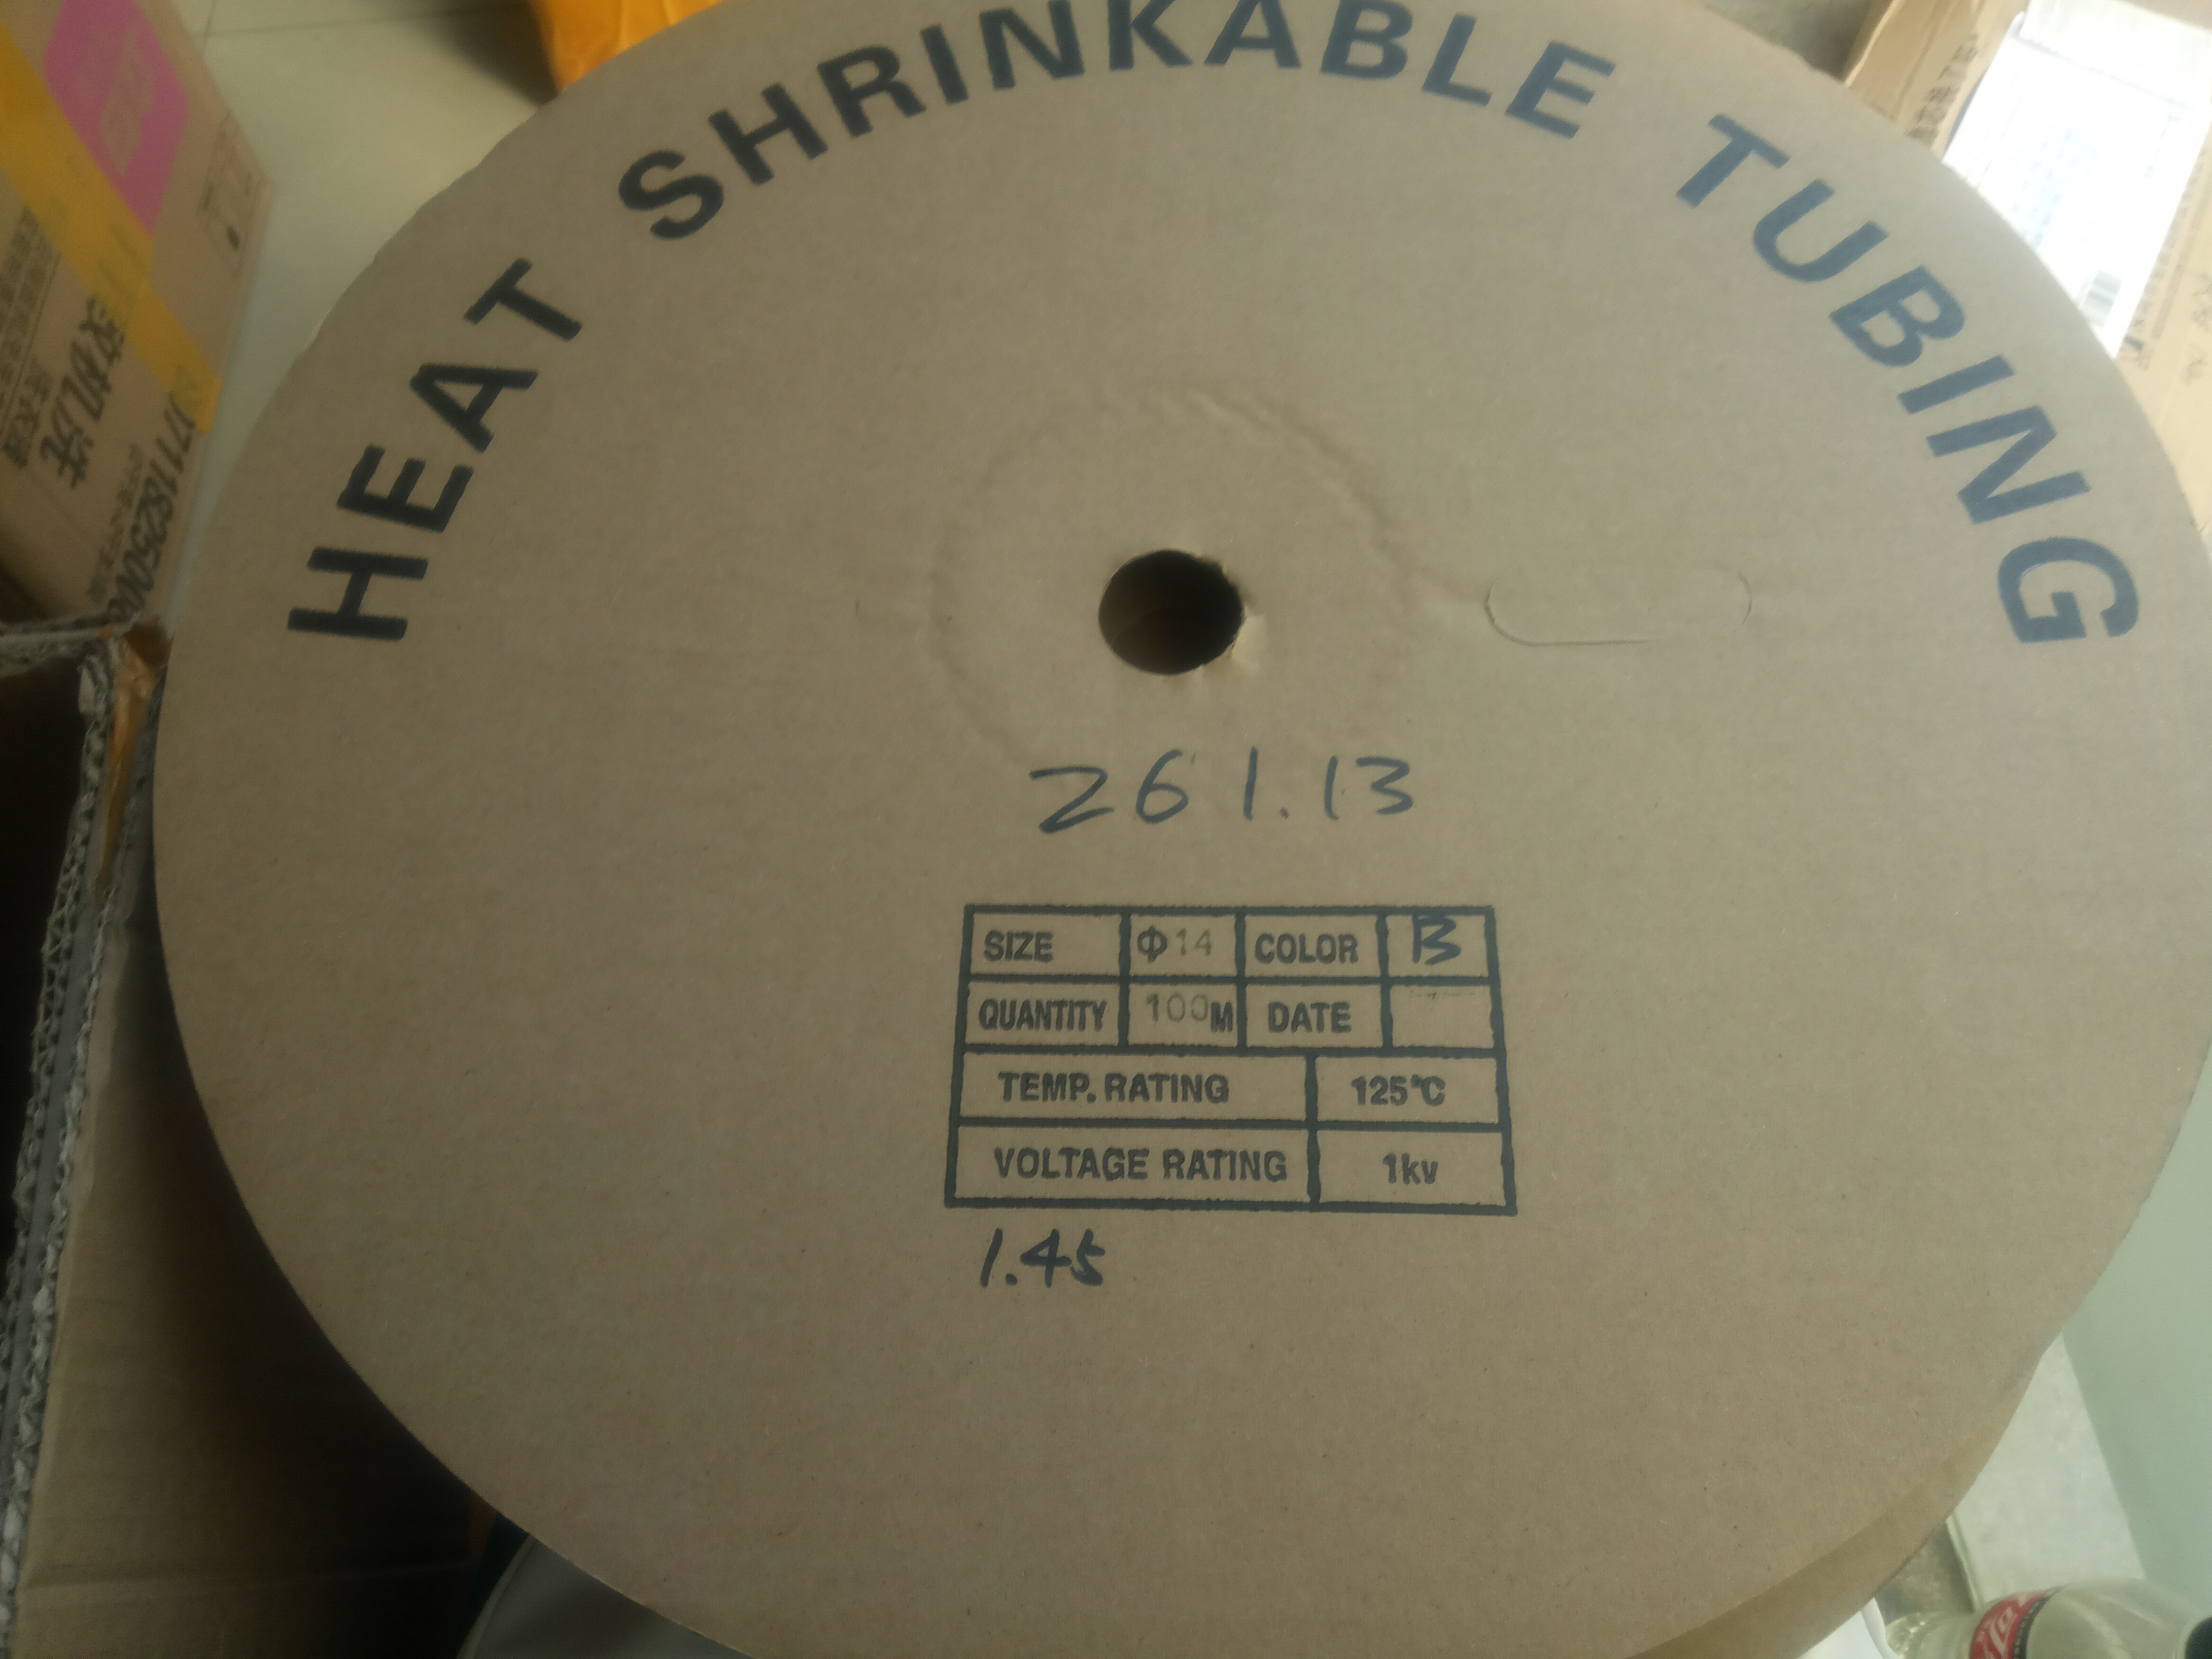 HEAT SHRINKABLE TUBING
261.13
SIZE Φ14 COLOR B
QUANTITY 100M DATE
TEMP. RATING 125℃
VOLTAGE RATING 1kv
1.45